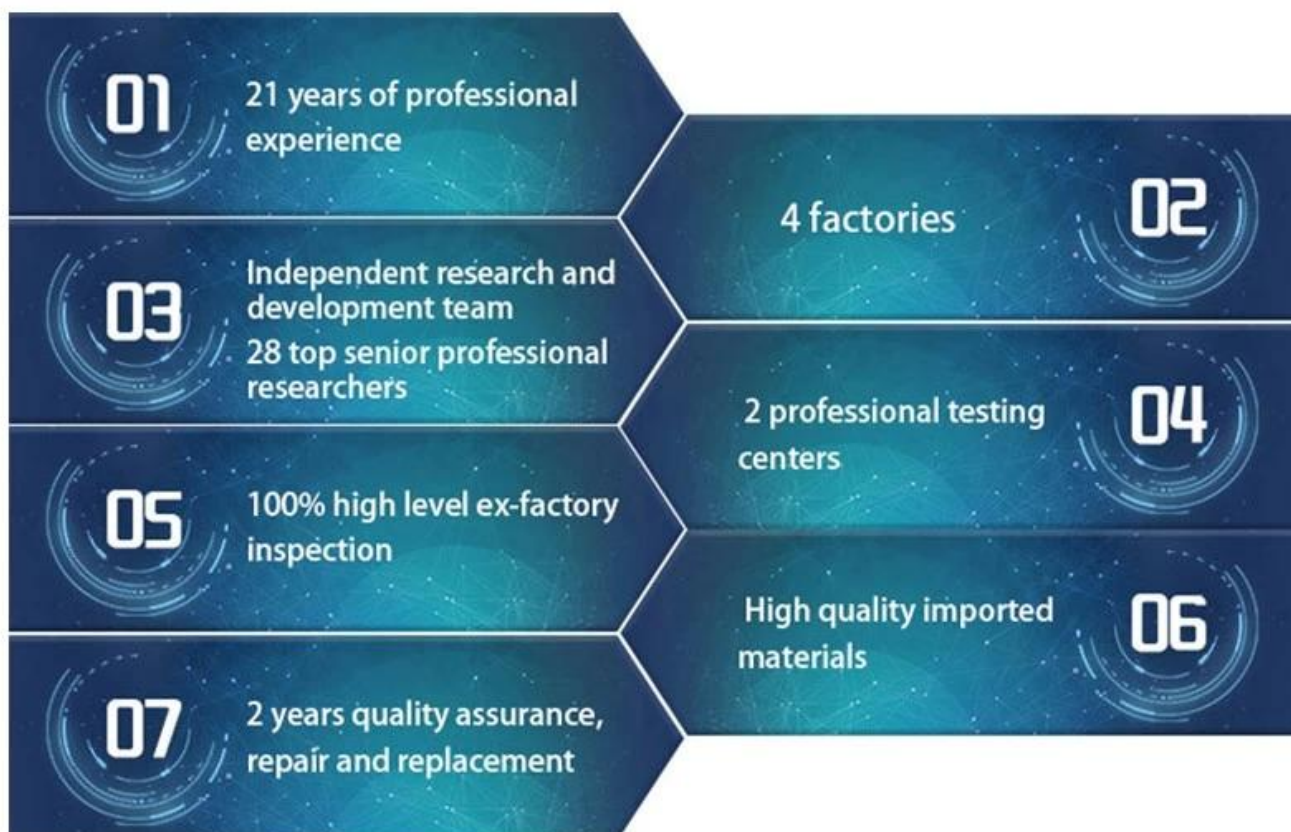 01
21 years of professional
experience
02
4 factories
03
Independent research and
development team
28 top senior professional
researchers
04
2 professional testing
centers
05
100% high level ex-factory
inspection
06
High quality imported
materials
07
2 years quality assurance,
repair and replacement